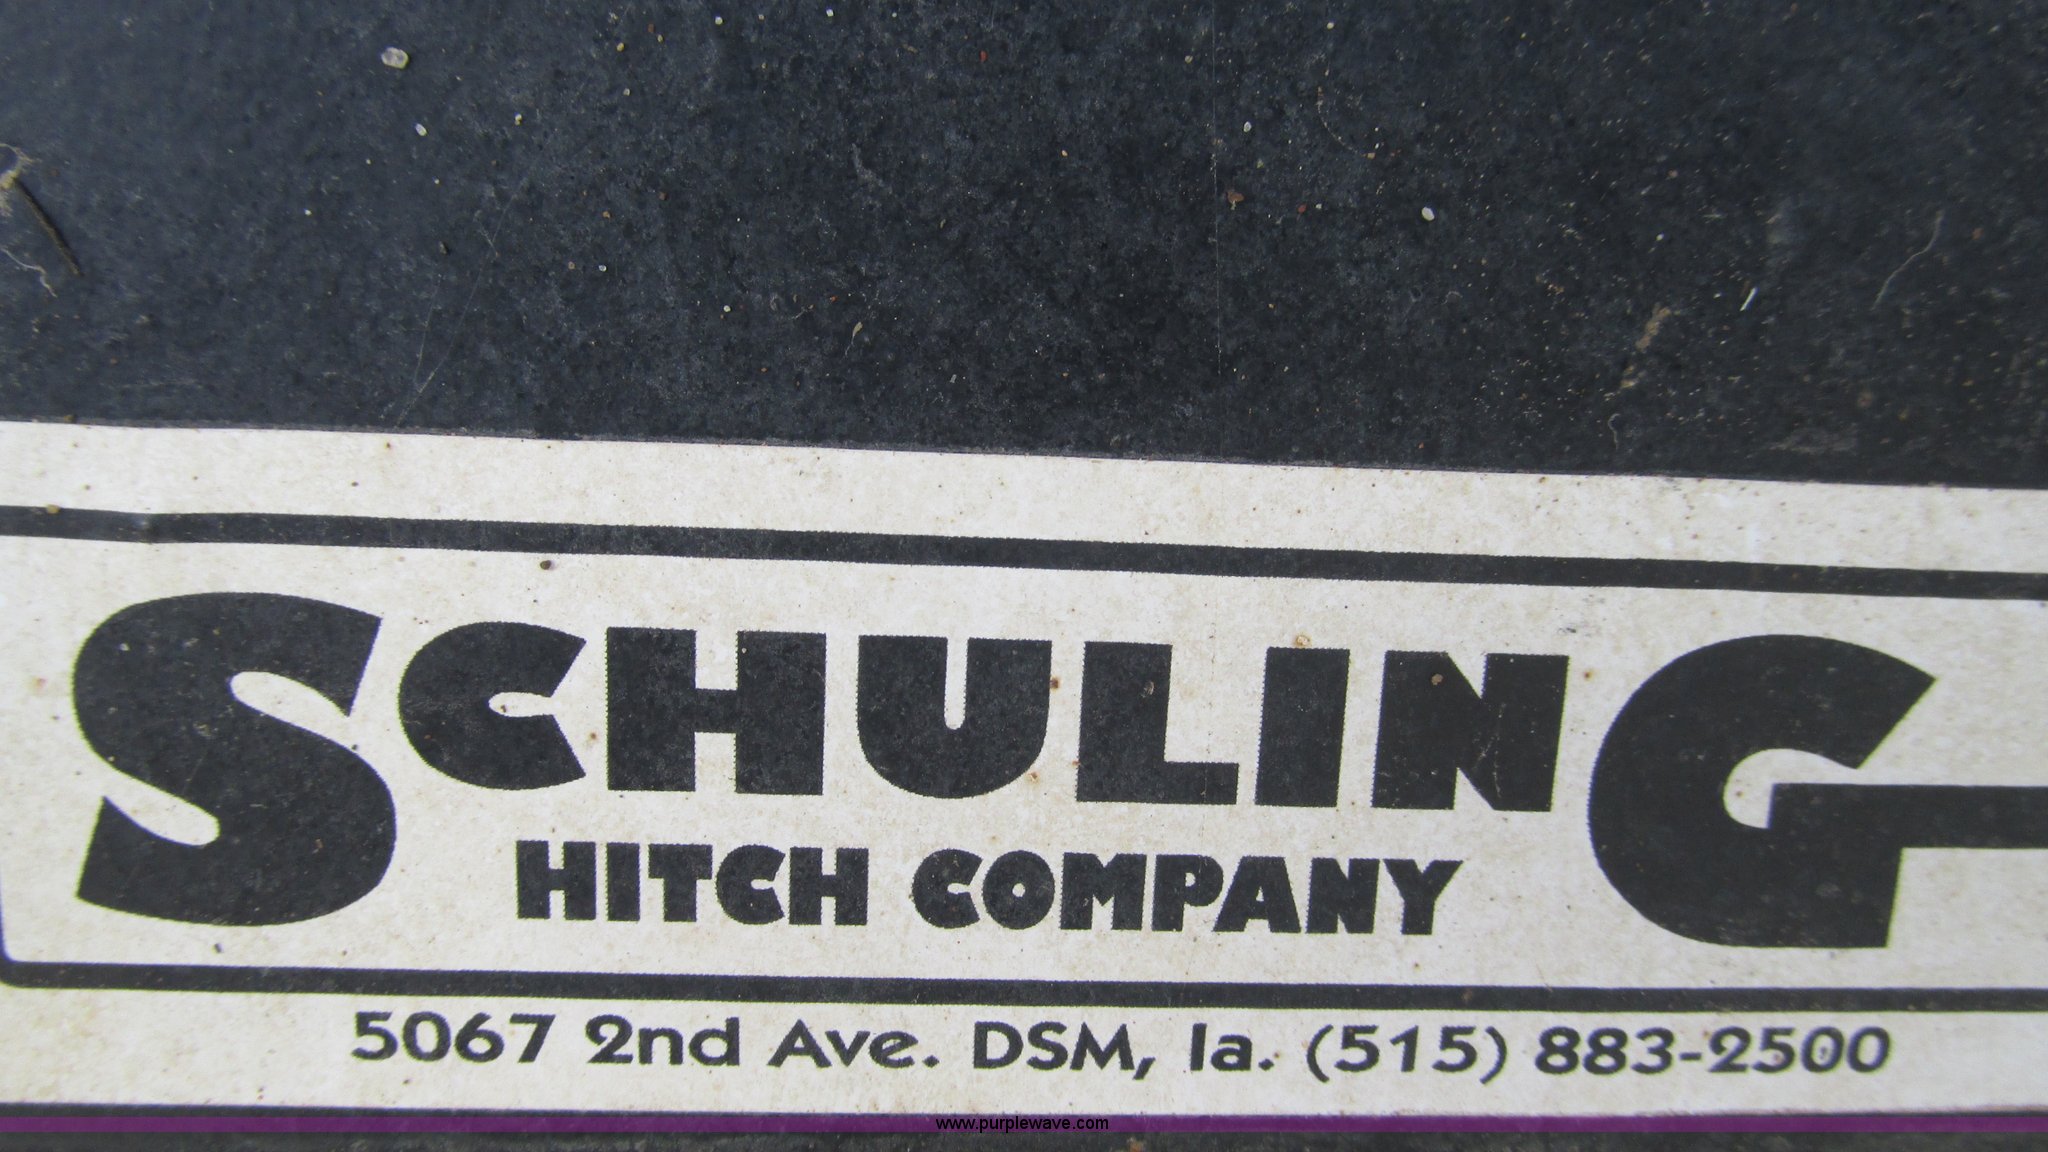 SCHULING
HITCH COMPANY
5067 2nd Ave. DSM, Ia. (515) 883-2500
www.purplewave.com